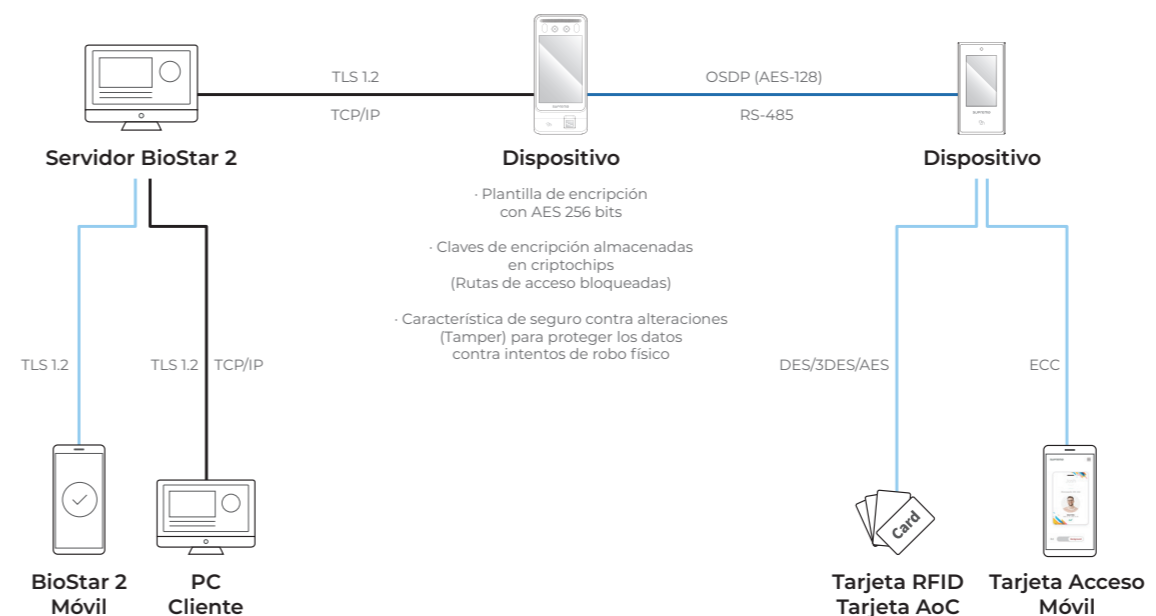 TLS 1.2
TCP/IP
OSDP (AES-128)
RS-485
suprema
suprema
Servidor BioStar 2
Dispositivo
Dispositivo
· Plantilla de encripción
con AES 256 bits
· Claves de encripción almacenadas
en criptochips
(Rutas de acceso bloqueadas)
· Característica de seguro contra alteraciones
(Tamper) para proteger los datos
contra intentos de robo físico
TLS 1.2
TLS 1.2
TCP/IP
DES/3DES/AES
ECC
Card
BioStar 2
Móvil
PC
Cliente
Tarjeta RFID
Tarjeta AoC
Tarjeta Acceso
Móvil